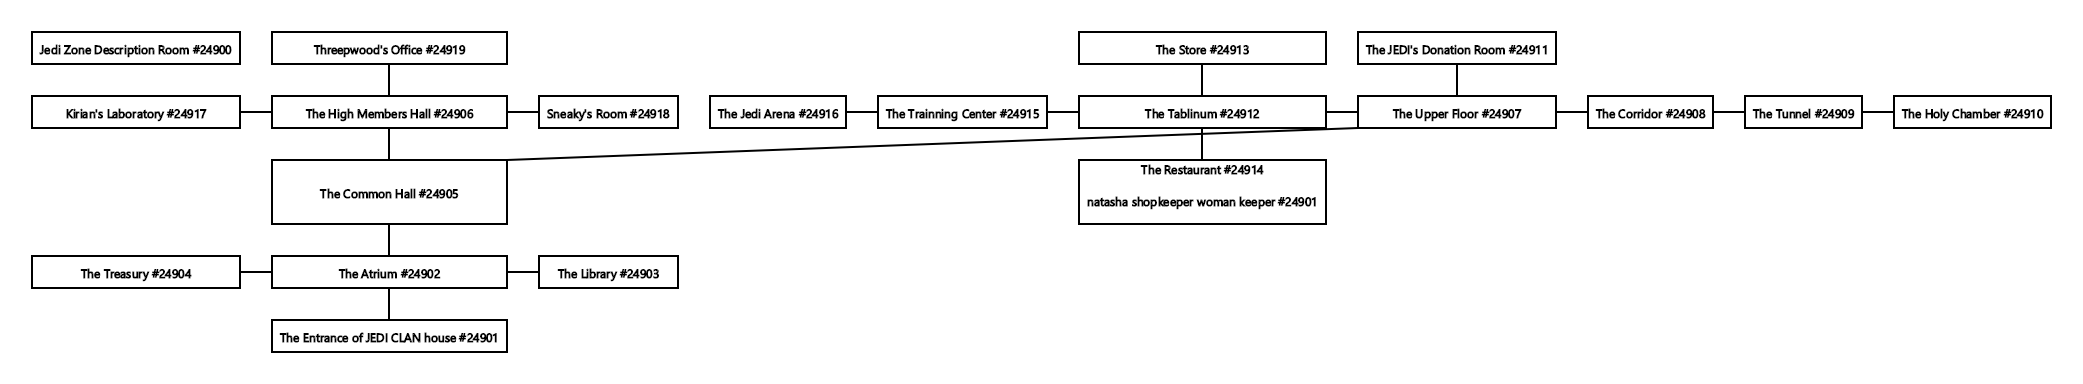 Jedi Zone Description Room #24900
Threepwood's Office #24919
The Store #24913
The JEDI's Donation Room #24911
Kirian's Laboratory #24917
The High Members Hall #24906
Sneaky's Room #24918
The Jedi Arena #24916
The Trainning Center #24915
The Tablinum #24912
The Upper Floor #24907
The Corridor #24908
The Tunnel #24909
The Holy Chamber #24910
The Common Hall #24905
The Restaurant #24914
natasha shopkeeper woman keeper #24901
The Treasury #24904
The Atrium #24902
The Library #24903
The Entrance of JEDI CLAN house #24901